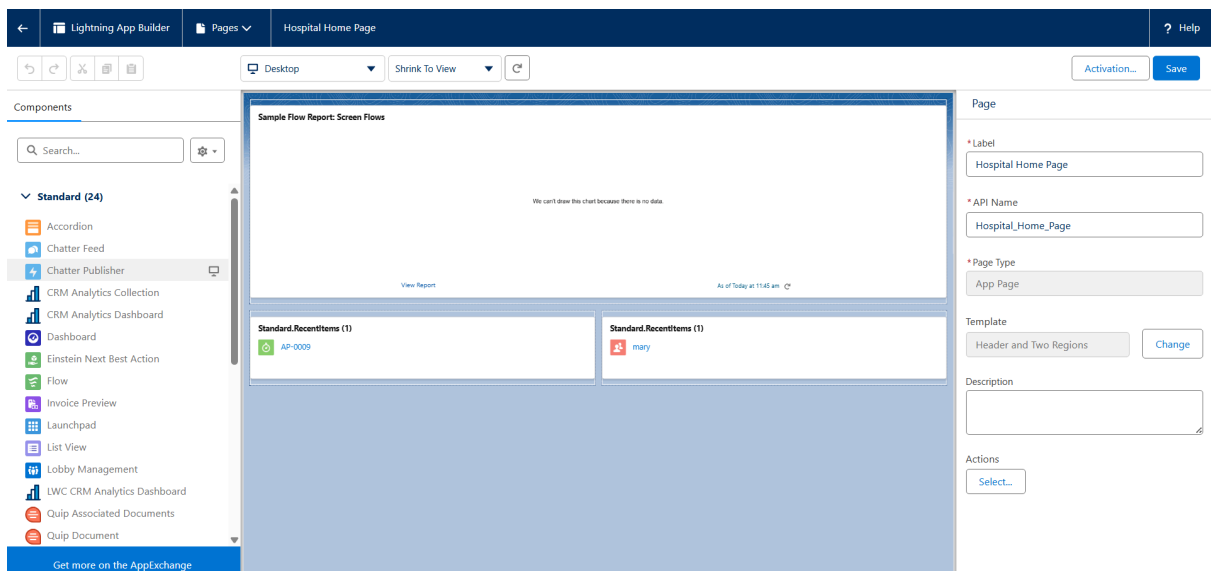 Lightning App Builder
Pages
Hospital Home Page
? Help
Desktop
Shrink To View
Activation...
Save
Components
Search...
Standard (24)
Accordion
Chatter Feed
Chatter Publisher
CRM Analytics Collection
CRM Analytics Dashboard
Dashboard
Einstein Next Best Action
Flow
Invoice Preview
Launchpad
List View
Lobby Management
LWC CRM Analytics Dashboard
Quip Associated Documents
Quip Document
Get more on the AppExchange
Sample Flow Report: Screen Flows
We can't draw this chart because there is no data.
View Report
As of Today at 11:45 am
Standard.RecentItems (1)
AP-0009
Standard.RecentItems (1)
mary
Page
*Label
Hospital Home Page
*API Name
Hospital_Home_Page
*Page Type
App Page
Template
Header and Two Regions
Change
Description
Actions
Select...